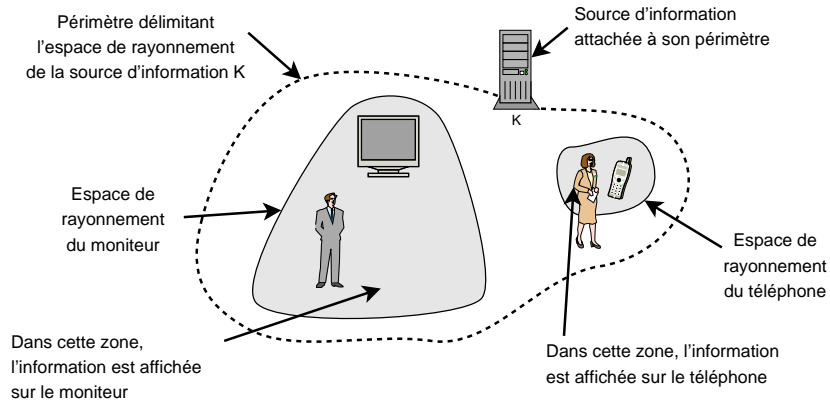 Périmètre délimitant
l'espace de rayonnement
de la source d'information K
Source d'information
attachée à son périmètre
K
Espace de
rayonnement
du moniteur
Espace de
rayonnement
du téléphone
Dans cette zone,
l'information est affichée
sur le moniteur
Dans cette zone, l'information
est affichée sur le téléphone